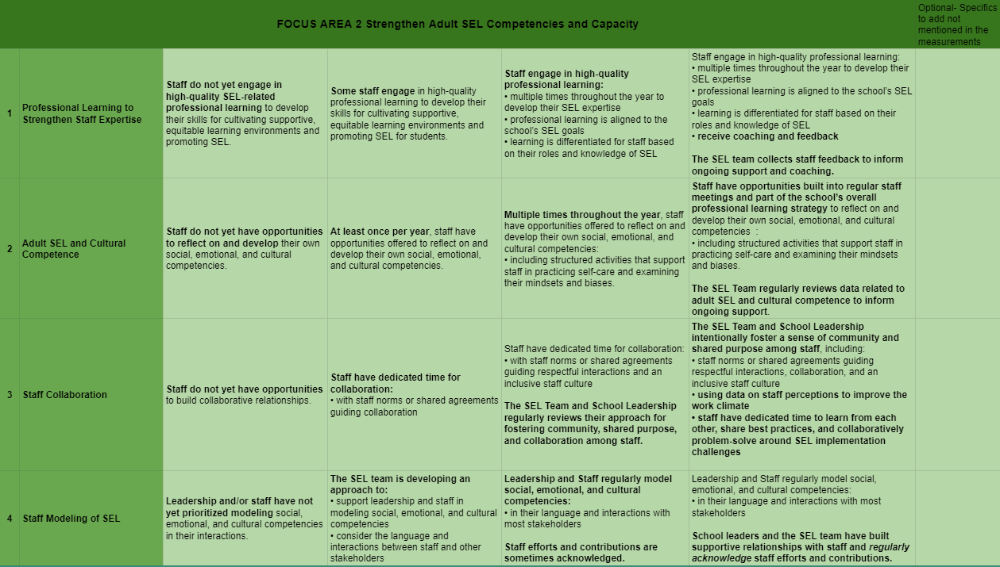 FOCUS AREA 2 Strengthen Adult SEL Competencies and Capacity
Optional- Specifics
to add not
mentioned in the
measurements
1
Professional Learning to
Strengthen Staff Expertise
Staff do not yet engage in
high-quality SEL-related
professional learning to develop
their skills for cultivating supportive,
equitable learning environments and
promoting SEL.
Some staff engage in high-quality
professional learning to develop their
skills for cultivating supportive,
equitable learning environments and
promoting SEL for students.
Staff engage in high-quality
professional learning:
• multiple times throughout the year to
develop their SEL expertise
• professional learning is aligned to the
school's SEL goals
• learning is differentiated for staff based
on their roles and knowledge of SEL
Staff engage in high-quality professional learning:
• multiple times throughout the year to develop their
SEL expertise
• professional learning is aligned to the school's SEL
goals
• learning is differentiated for staff based on their
roles and knowledge of SEL
• receive coaching and feedback
The SEL team collects staff feedback to inform
ongoing support and coaching.
2
Adult SEL and Cultural
Competence
Staff do not yet have opportunities
to reflect on and develop their own
social, emotional, and cultural
competencies.
At least once per year, staff have
opportunities offered to reflect on and
develop their own social, emotional,
and cultural competencies.
Multiple times throughout the year, staff
have opportunities offered to reflect on and
develop their own social, emotional, and
cultural competencies:
• including structured activities that support
staff in practicing self-care and examining
their mindsets and biases.
Staff have opportunities built into regular staff
meetings and part of the school's overall
professional learning strategy to reflect on and
develop their own social, emotional, and cultural
competencies :
• including structured activities that support staff in
practicing self-care and examining their mindsets
and biases.
The SEL Team regularly reviews data related to
adult SEL and cultural competence to inform
ongoing support.
3
Staff Collaboration
Staff do not yet have opportunities
to build collaborative relationships.
Staff have dedicated time for
collaboration:
• with staff norms or shared agreements
guiding collaboration
Staff have dedicated time for collaboration:
• with staff norms or shared agreements
guiding respectful interactions and an
inclusive staff culture
The SEL Team and School Leadership
regularly reviews their approach for
fostering community, shared purpose,
and collaboration among staff.
The SEL Team and School Leadership
intentionally foster a sense of community and
shared purpose among staff, including:
• staff norms or shared agreements guiding
respectful interactions, collaboration, and an
inclusive staff culture
• using data on staff perceptions to improve the
work climate
• staff have dedicated time to learn from each
other, share best practices, and collaboratively
problem-solve around SEL implementation
challenges
4
Staff Modeling of SEL
Leadership and/or staff have not
yet prioritized modeling social,
emotional, and cultural competencies
in their interactions.
The SEL team is developing an
approach to:
• support leadership and staff in
modeling social, emotional, and cultural
competencies
• consider the language and
interactions between staff and other
stakeholders
Leadership and Staff regularly model
social, emotional, and cultural
competencies:
• in their language and interactions with
most stakeholders
Staff efforts and contributions are
sometimes acknowledged.
Leadership and Staff regularly model social,
emotional, and cultural competencies:
• in their language and interactions with most
stakeholders
School leaders and the SEL team have built
supportive relationships with staff and regularly
acknowledge staff efforts and contributions.